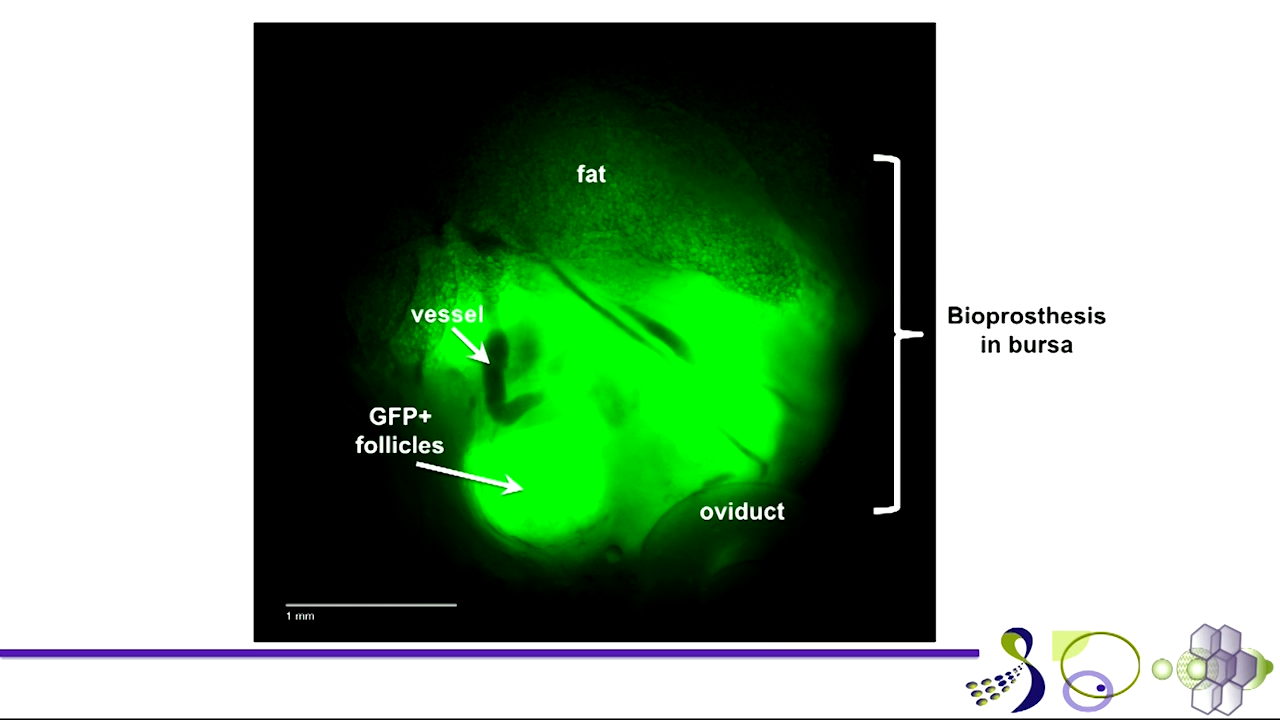 fat
vessel
GFP+
follicles
oviduct
Bioprosthesis
in bursa
1 mm